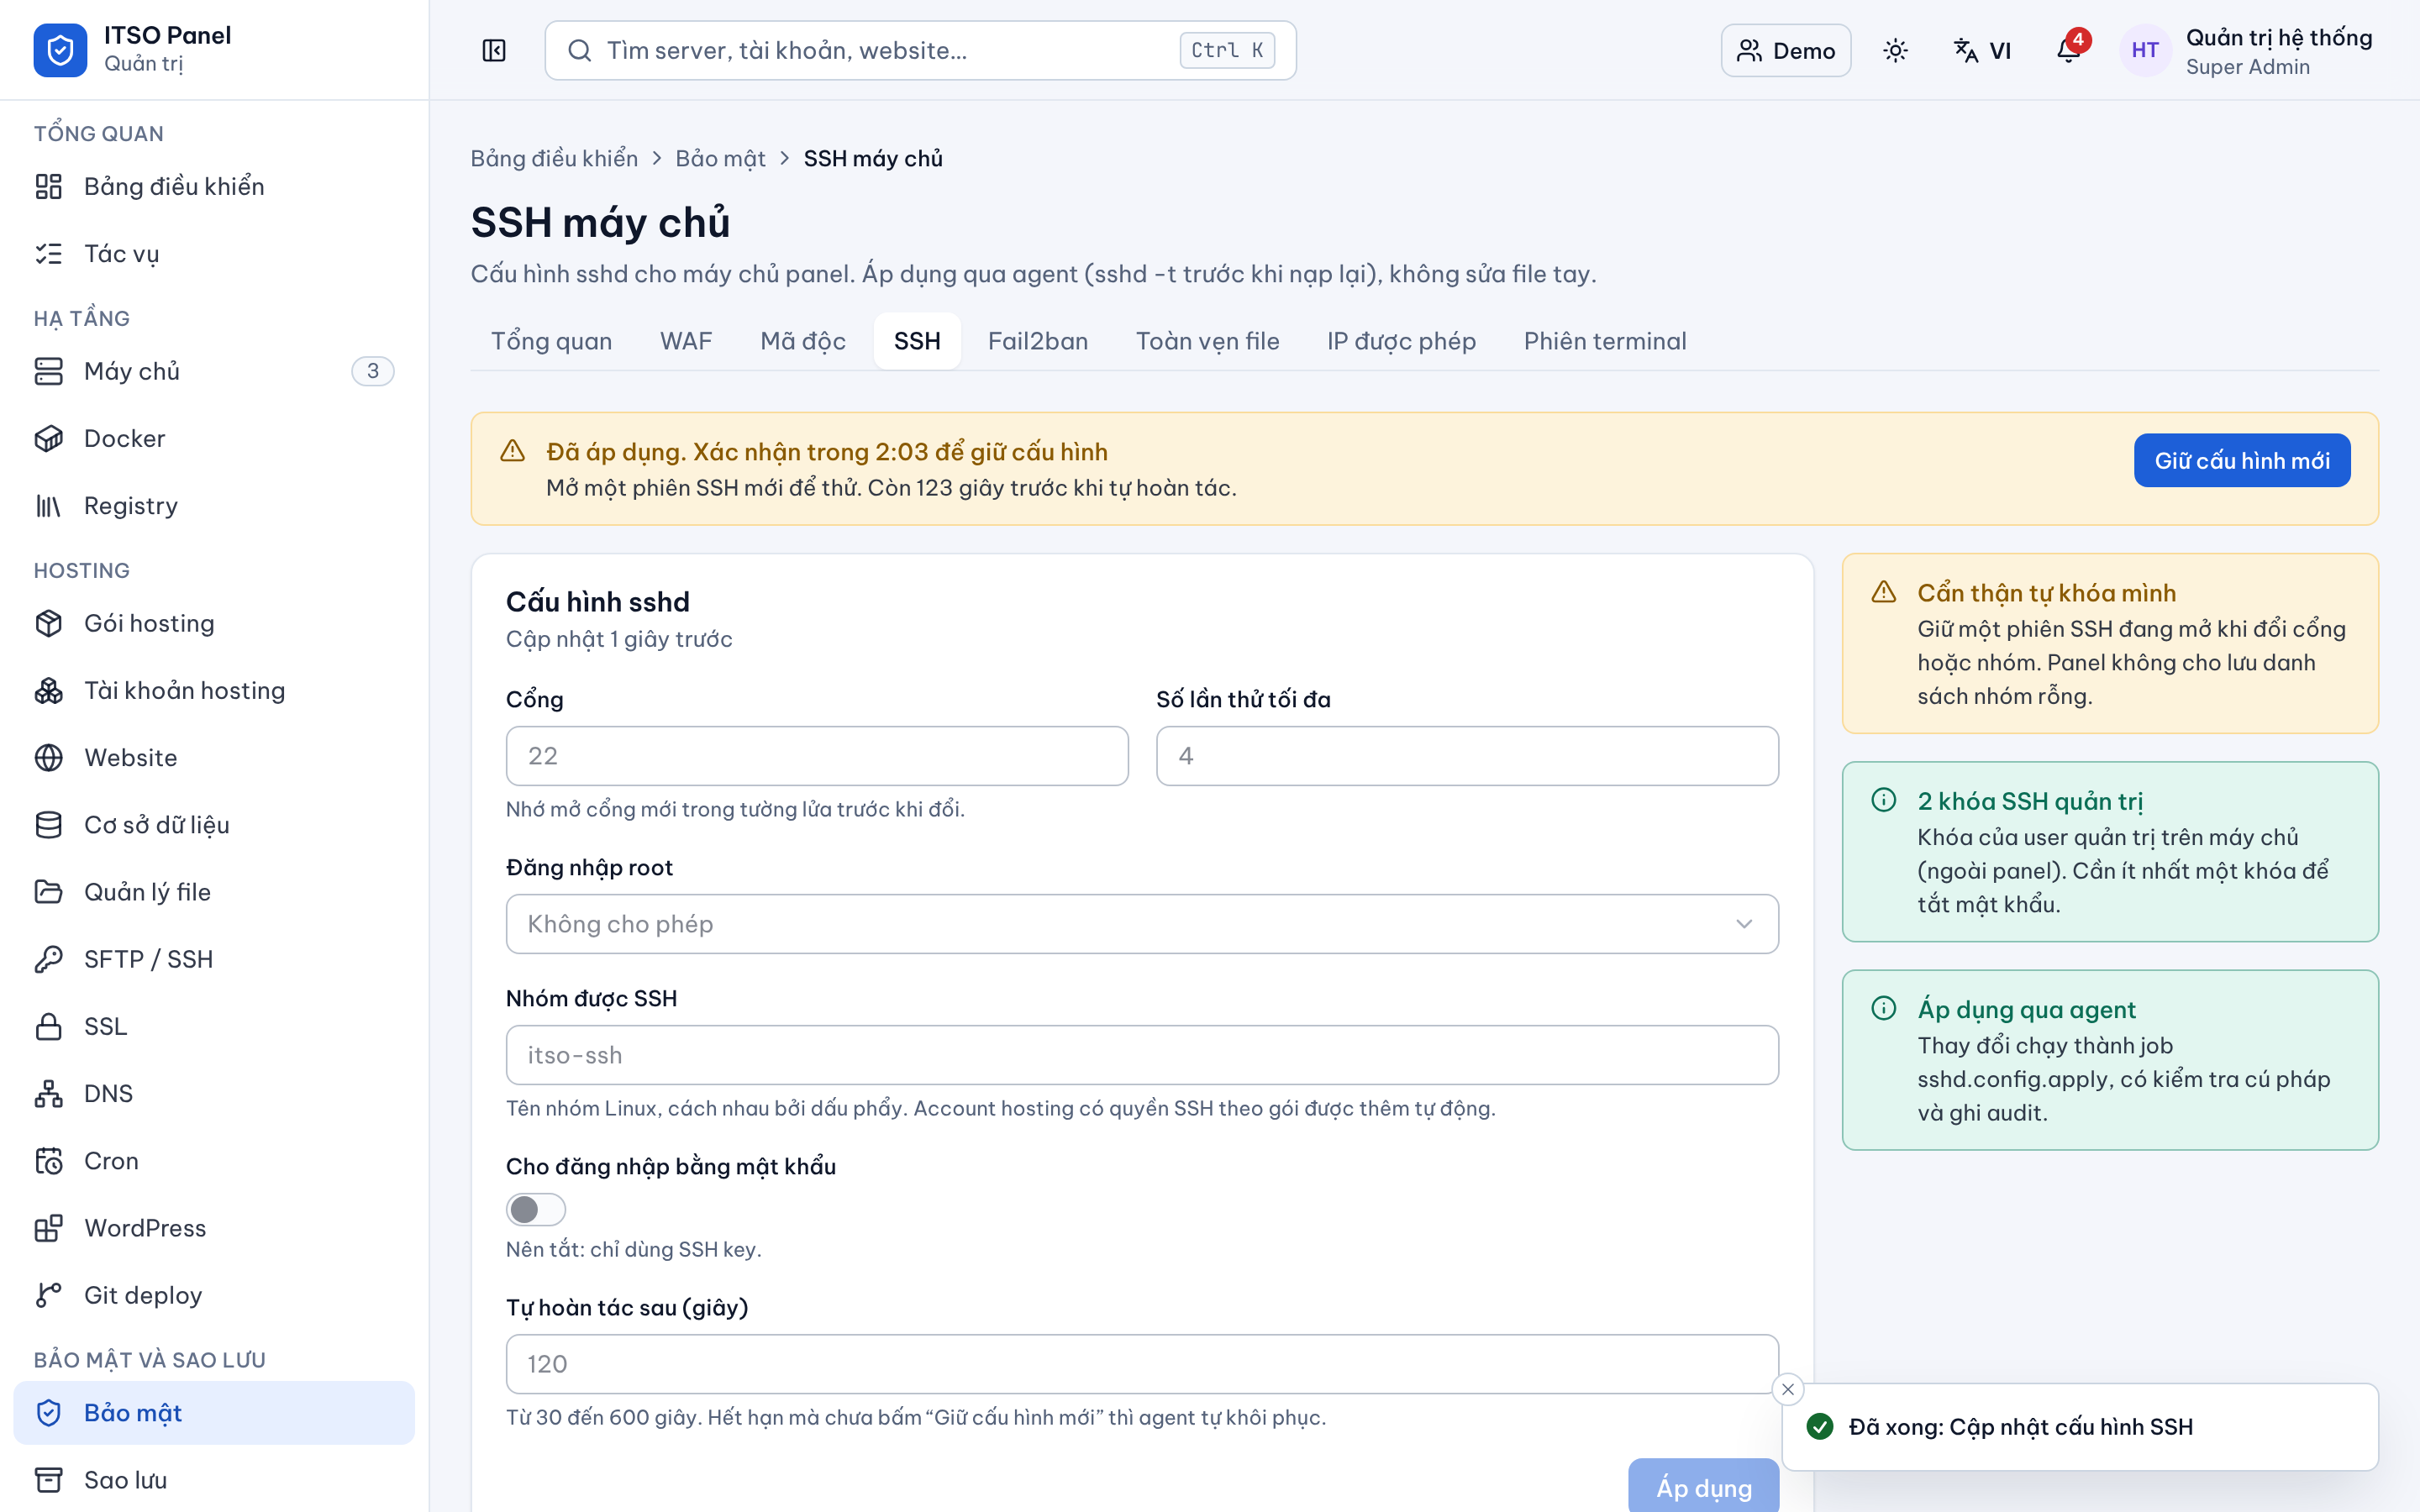 ITSO Panel
Quản trị
Tìm server, tài khoản, website...
Ctrl K
Demo
VI
4
HT
Quản trị hệ thống
Super Admin
TỔNG QUAN
Bảng điều khiển
Tác vụ
HẠ TẦNG
Máy chủ
3
Docker
Registry
HOSTING
Gói hosting
Tài khoản hosting
Website
Cơ sở dữ liệu
Quản lý file
SFTP / SSH
SSL
DNS
Cron
WordPress
Git deploy
BẢO MẬT VÀ SAO LƯU
Bảo mật
Sao lưu
Bảng điều khiển > Bảo mật > SSH máy chủ
SSH máy chủ
Cấu hình sshd cho máy chủ panel. Áp dụng qua agent (sshd -t trước khi nạp lại), không sửa file tay.
Tổng quan
WAF
Mã độc
SSH
Fail2ban
Toàn vẹn file
IP được phép
Phiên terminal
Đã áp dụng. Xác nhận trong 2:03 để giữ cấu hình
Mở một phiên SSH mới để thử. Còn 123 giây trước khi tự hoàn tác.
Giữ cấu hình mới
Cấu hình sshd
Cập nhật 1 giây trước
Cổng
22
Nhớ mở cổng mới trong tường lửa trước khi đổi.
Số lần thử tối đa
4
Đăng nhập root
Không cho phép
Nhóm được SSH
itso-ssh
Tên nhóm Linux, cách nhau bởi dấu phẩy. Account hosting có quyền SSH theo gói được thêm tự động.
Cho đăng nhập bằng mật khẩu
Nên tắt: chỉ dùng SSH key.
Tự hoàn tác sau (giây)
120
Từ 30 đến 600 giây. Hết hạn mà chưa bấm “Giữ cấu hình mới” thì agent tự khôi phục.
Áp dụng
Cẩn thận tự khóa mình
Giữ một phiên SSH đang mở khi đổi cổng
hoặc nhóm. Panel không cho lưu danh
sách nhóm rỗng.
2 khóa SSH quản trị
Khóa của user quản trị trên máy chủ
(ngoài panel). Cần ít nhất một khóa để
tắt mật khẩu.
Áp dụng qua agent
Thay đổi chạy thành job
sshd.config.apply, có kiểm tra cú pháp
và ghi audit.
Đã xong: Cập nhật cấu hình SSH